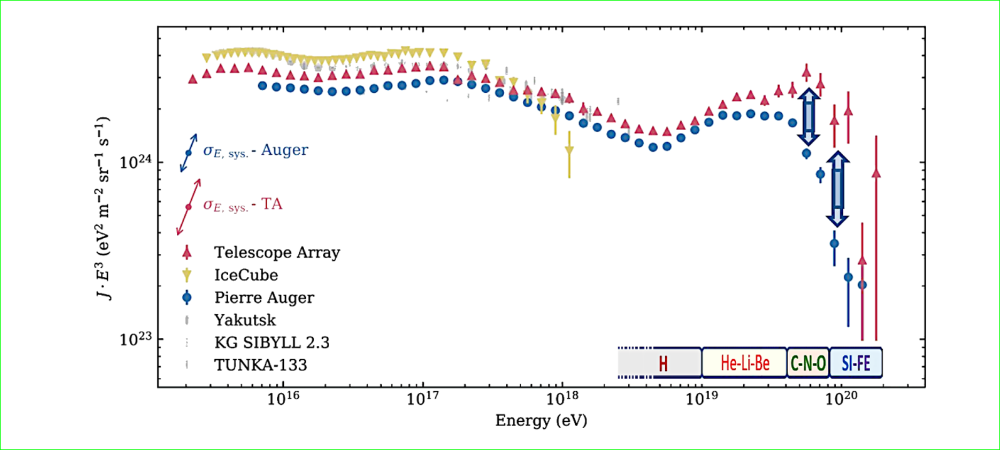 J · E³ (eV² m⁻² sr⁻¹ s⁻¹)
10²⁴
10²³
σE, sys. - Auger
σE, sys. - TA
Telescope Array
IceCube
Pierre Auger
Yakutsk
KG SIBYLL 2.3
TUNKA-133
H
He-Li-Be
C-N-O
SI-FE
10¹⁶
10¹⁷
10¹⁸
10¹⁹
10²⁰
Energy (eV)